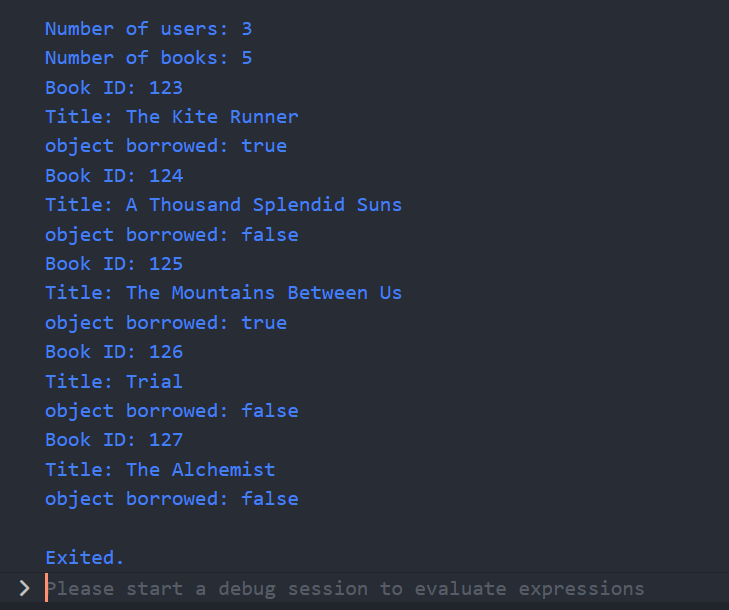 Number of users: 3
Number of books: 5
Book ID: 123
Title: The Kite Runner
object borrowed: true
Book ID: 124
Title: A Thousand Splendid Suns
object borrowed: false
Book ID: 125
Title: The Mountains Between Us
object borrowed: true
Book ID: 126
Title: Trial
object borrowed: false
Book ID: 127
Title: The Alchemist
object borrowed: false
Exited.
Please start a debug session to evaluate expressions